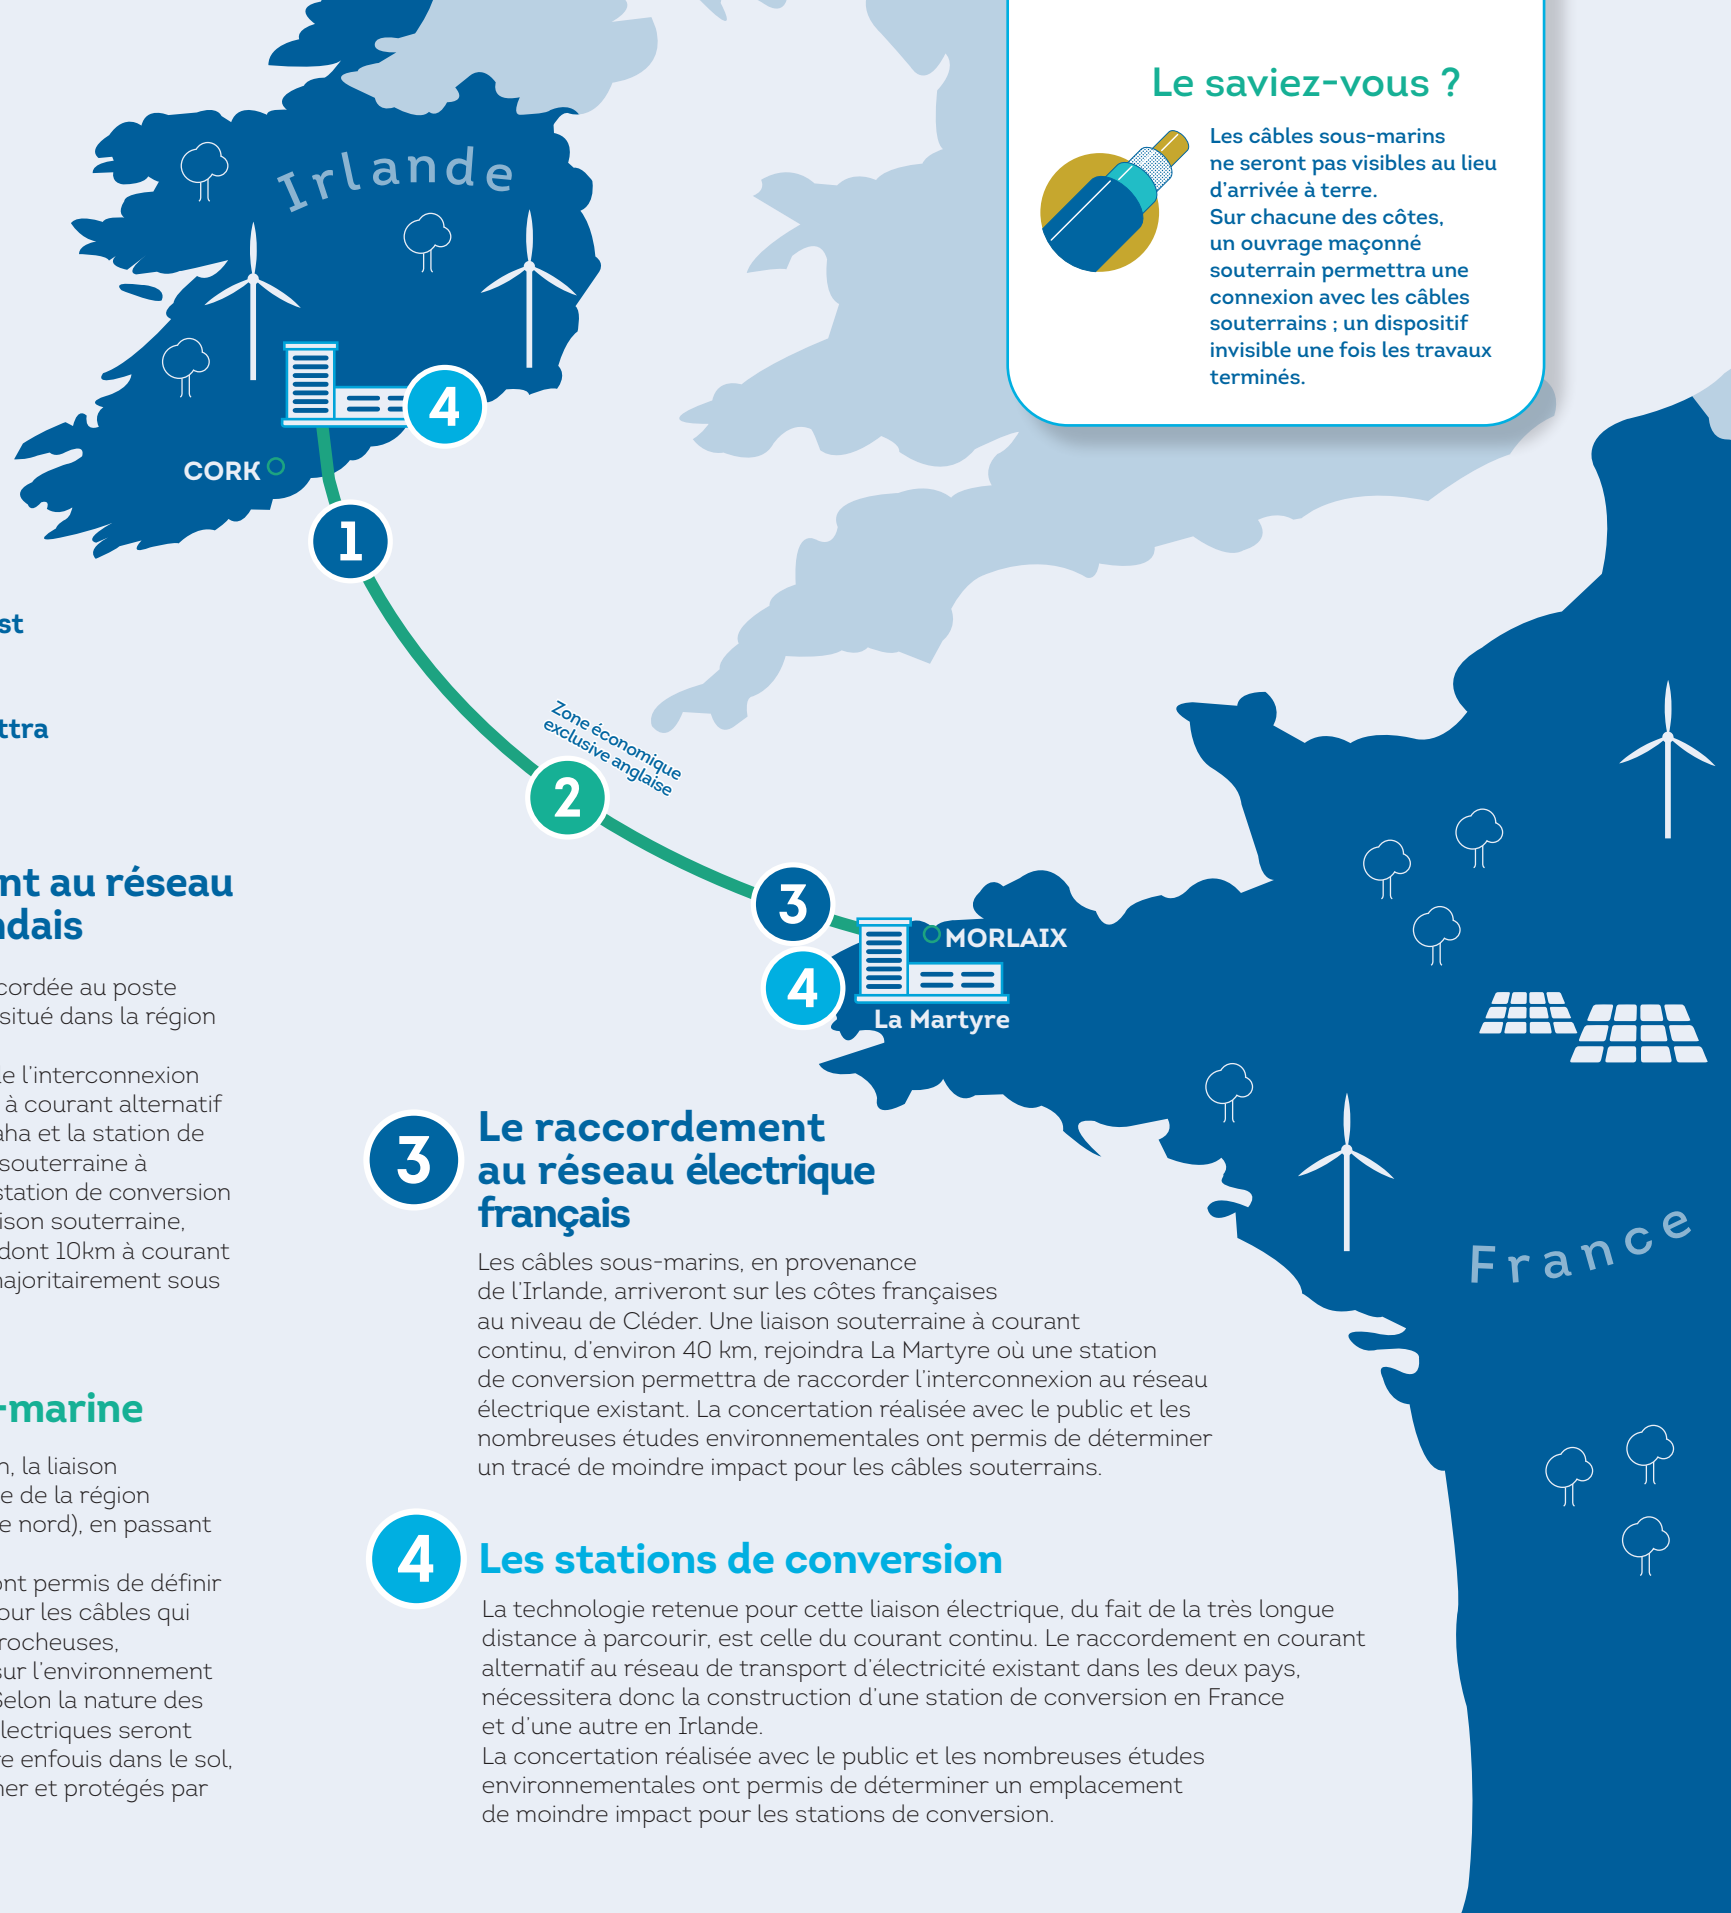 Le saviez-vous ?
Les câbles sous-marins
ne seront pas visibles au lieu
d'arrivée à terre.
Sur chacune des côtes,
un ouvrage maçonné
souterrain permettra une
connexion avec les câbles
souterrains ; un dispositif
invisible une fois les travaux
terminés.
Irlande
4
CORK
1
Zone économique
exclusive anglaise
2
3
4
MORLAIX
La Martyre
France
st
ttra
nt au réseau
ndais
cordée au poste
situé dans la région
de l'interconnexion
à courant alternatif
aha et la station de
souterraine à
station de conversion
ison souterraine,
dont 10km à courant
majoritairement sous
-marine
n, la liaison
e de la région
e nord), en passant
ont permis de définir
our les câbles qui
rocheuses,
sur l'environnement
Selon la nature des
lectriques seront
re enfouis dans le sol,
ner et protégés par
3
Le raccordement
au réseau électrique
français
Les câbles sous-marins, en provenance
de l'Irlande, arriveront sur les côtes françaises
au niveau de Cléder. Une liaison souterraine à courant
continu, d'environ 40 km, rejoindra La Martyre où une station
de conversion permettra de raccorder l'interconnexion au réseau
électrique existant. La concertation réalisée avec le public et les
nombreuses études environnementales ont permis de déterminer
un tracé de moindre impact pour les câbles souterrains.
4
Les stations de conversion
La technologie retenue pour cette liaison électrique, du fait de la très longue
distance à parcourir, est celle du courant continu. Le raccordement en courant
alternatif au réseau de transport d'électricité existant dans les deux pays,
nécessitera donc la construction d'une station de conversion en France
et d'une autre en Irlande.
La concertation réalisée avec le public et les nombreuses études
environnementales ont permis de déterminer un emplacement
de moindre impact pour les stations de conversion.